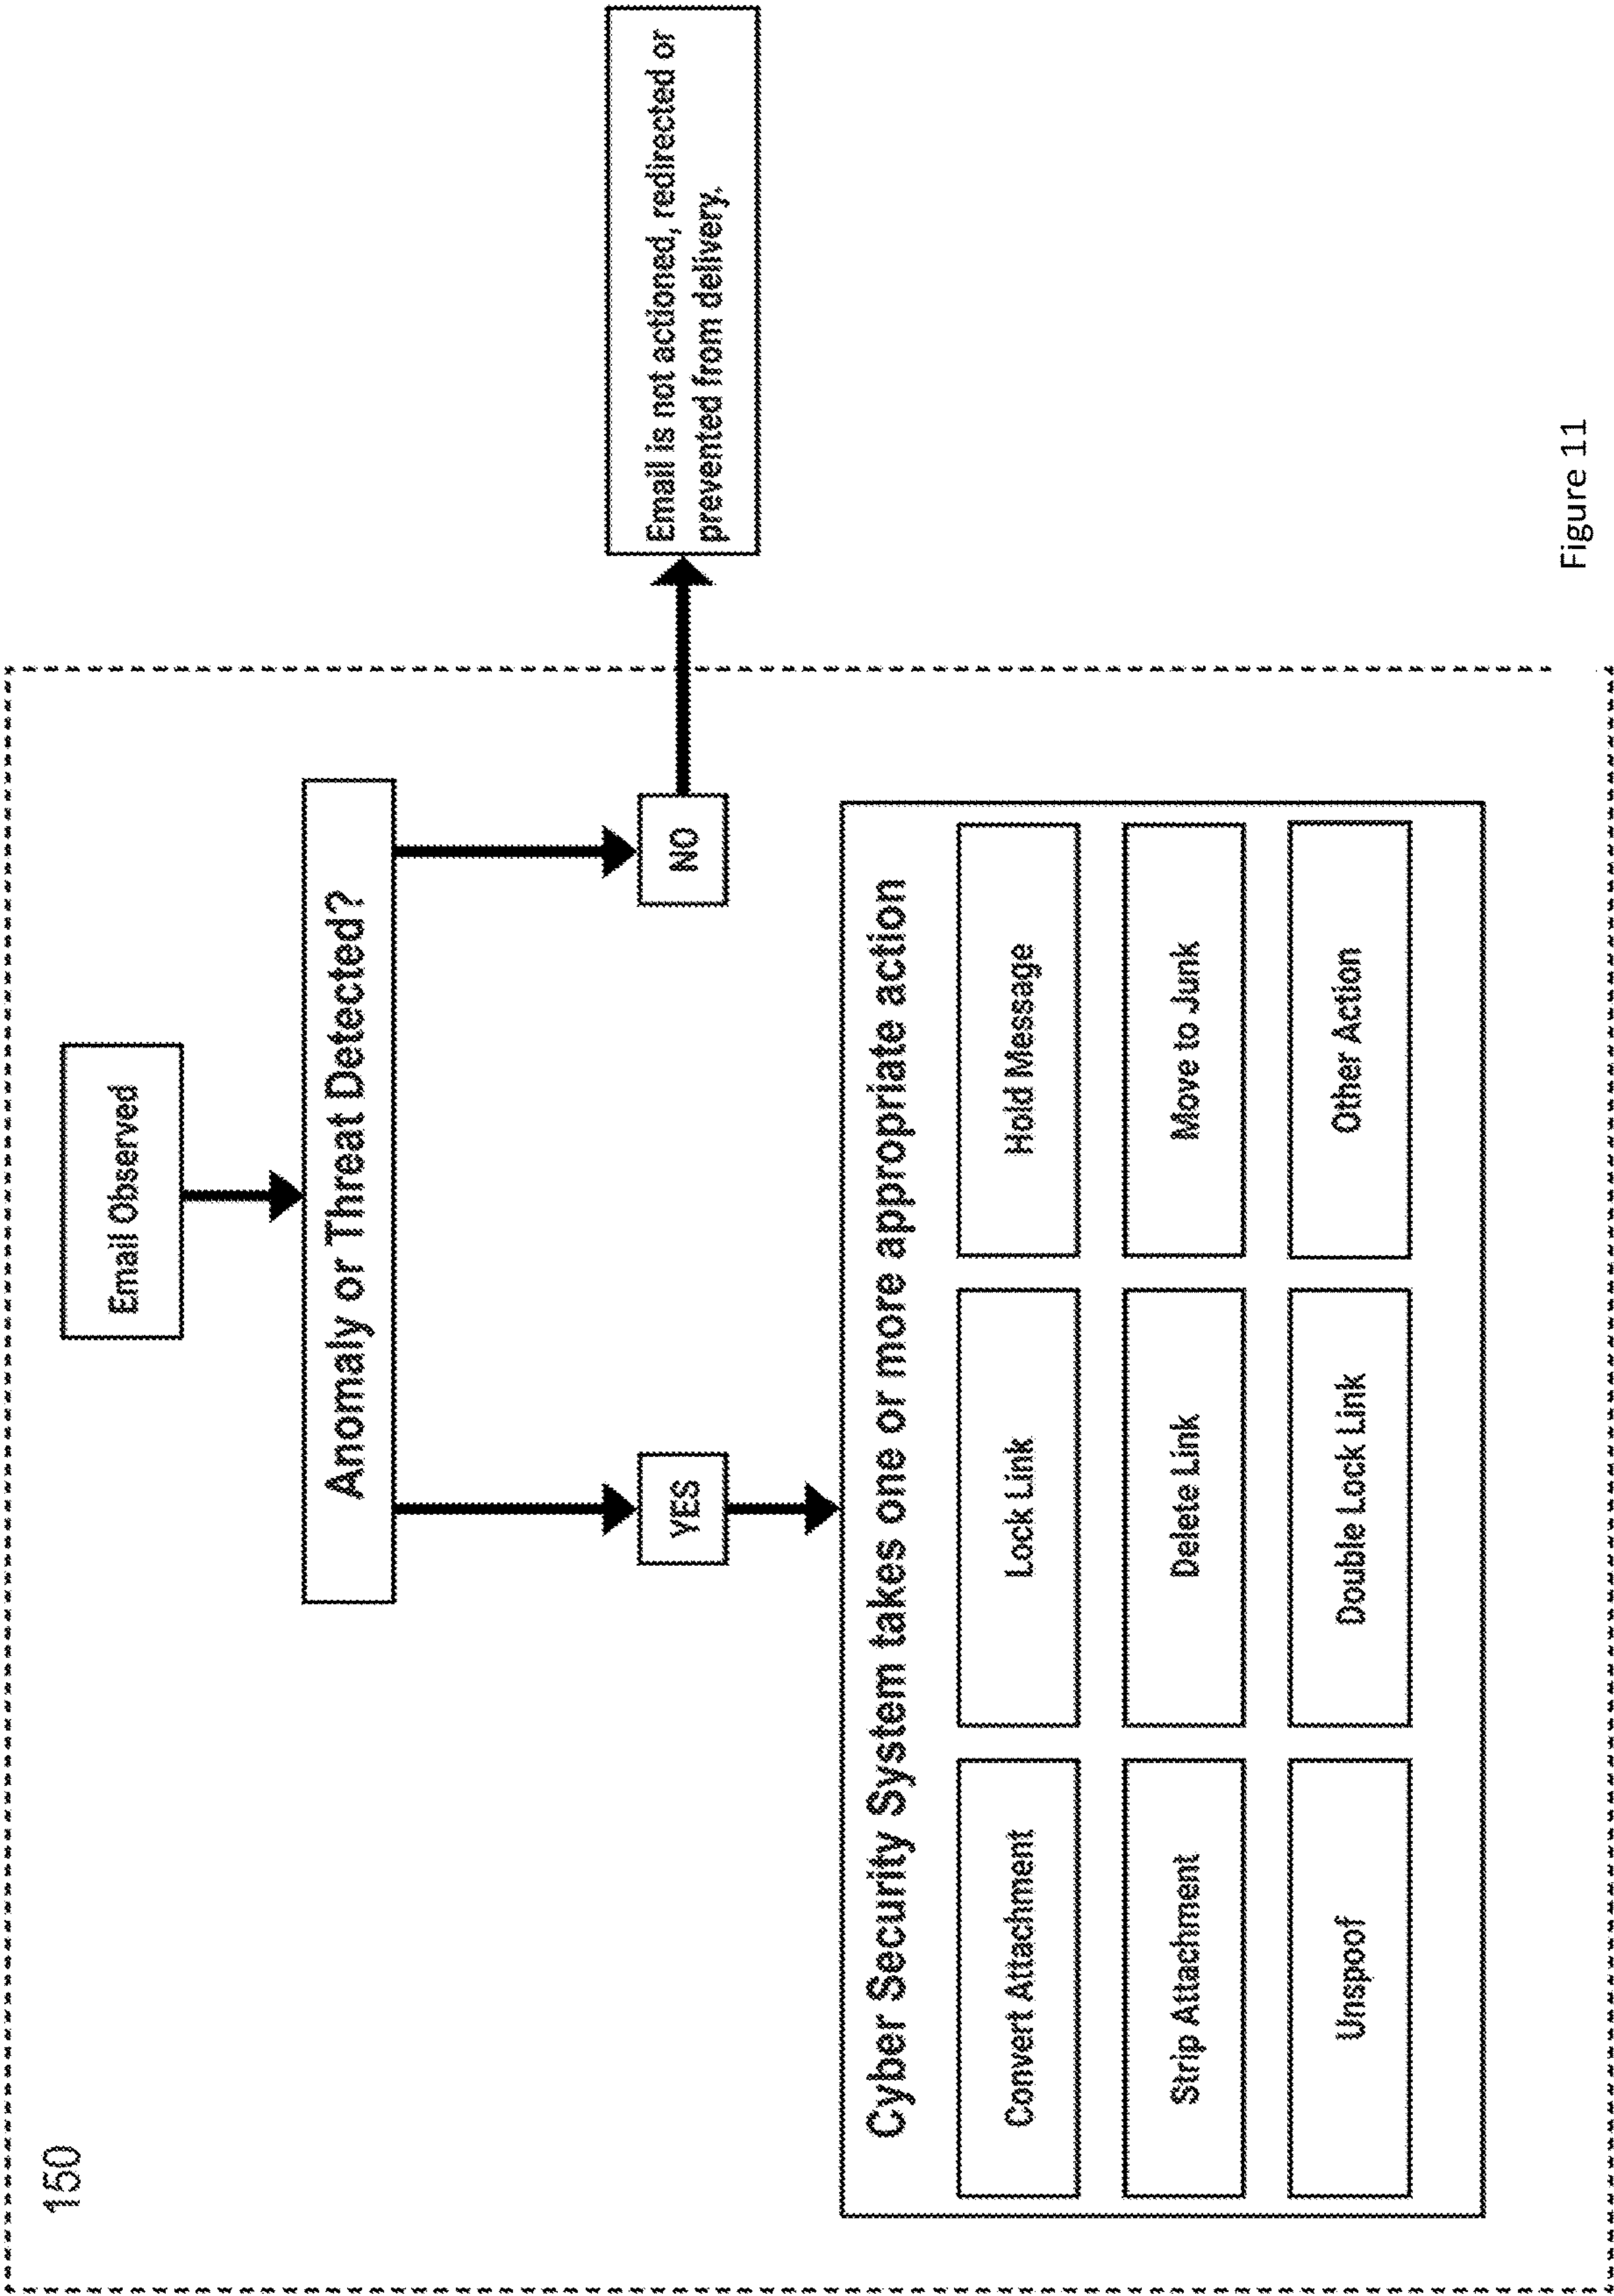 150
Email Observed
Anomaly or Threat Detected?
YES
NO
Email is not actioned, redirected or
prevented from delivery.
Cyber Security System takes one or more appropriate action
Convert Attachment
Lock Link
Hold Message
Strip Attachment
Delete Link
Move to Junk
Unspoof
Double Lock Link
Other Action
Figure 11